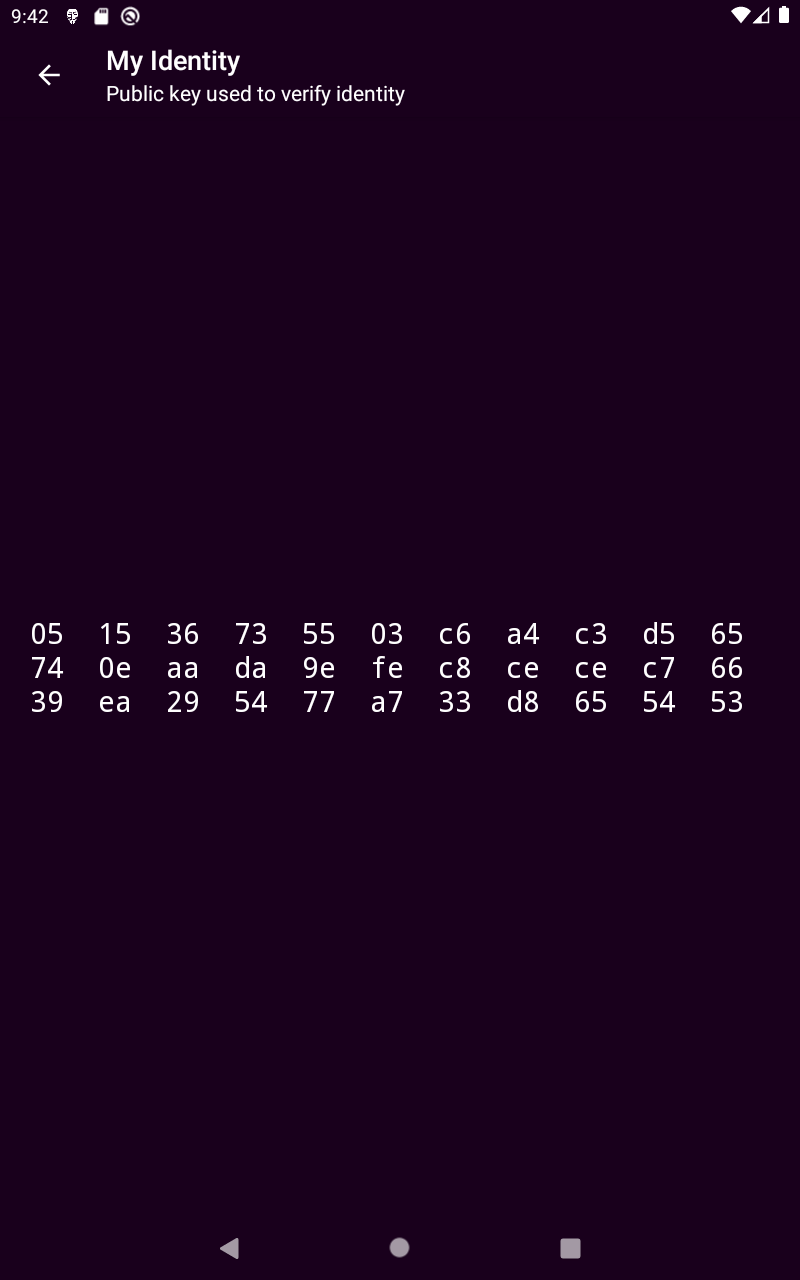 9:42
My Identity
Public key used to verify identity
05 15 36 73 55 03 c6 a4 c3 d5 65
74 0e aa da 9e fe c8 ce ce c7 66
39 ea 29 54 77 a7 33 d8 65 54 53